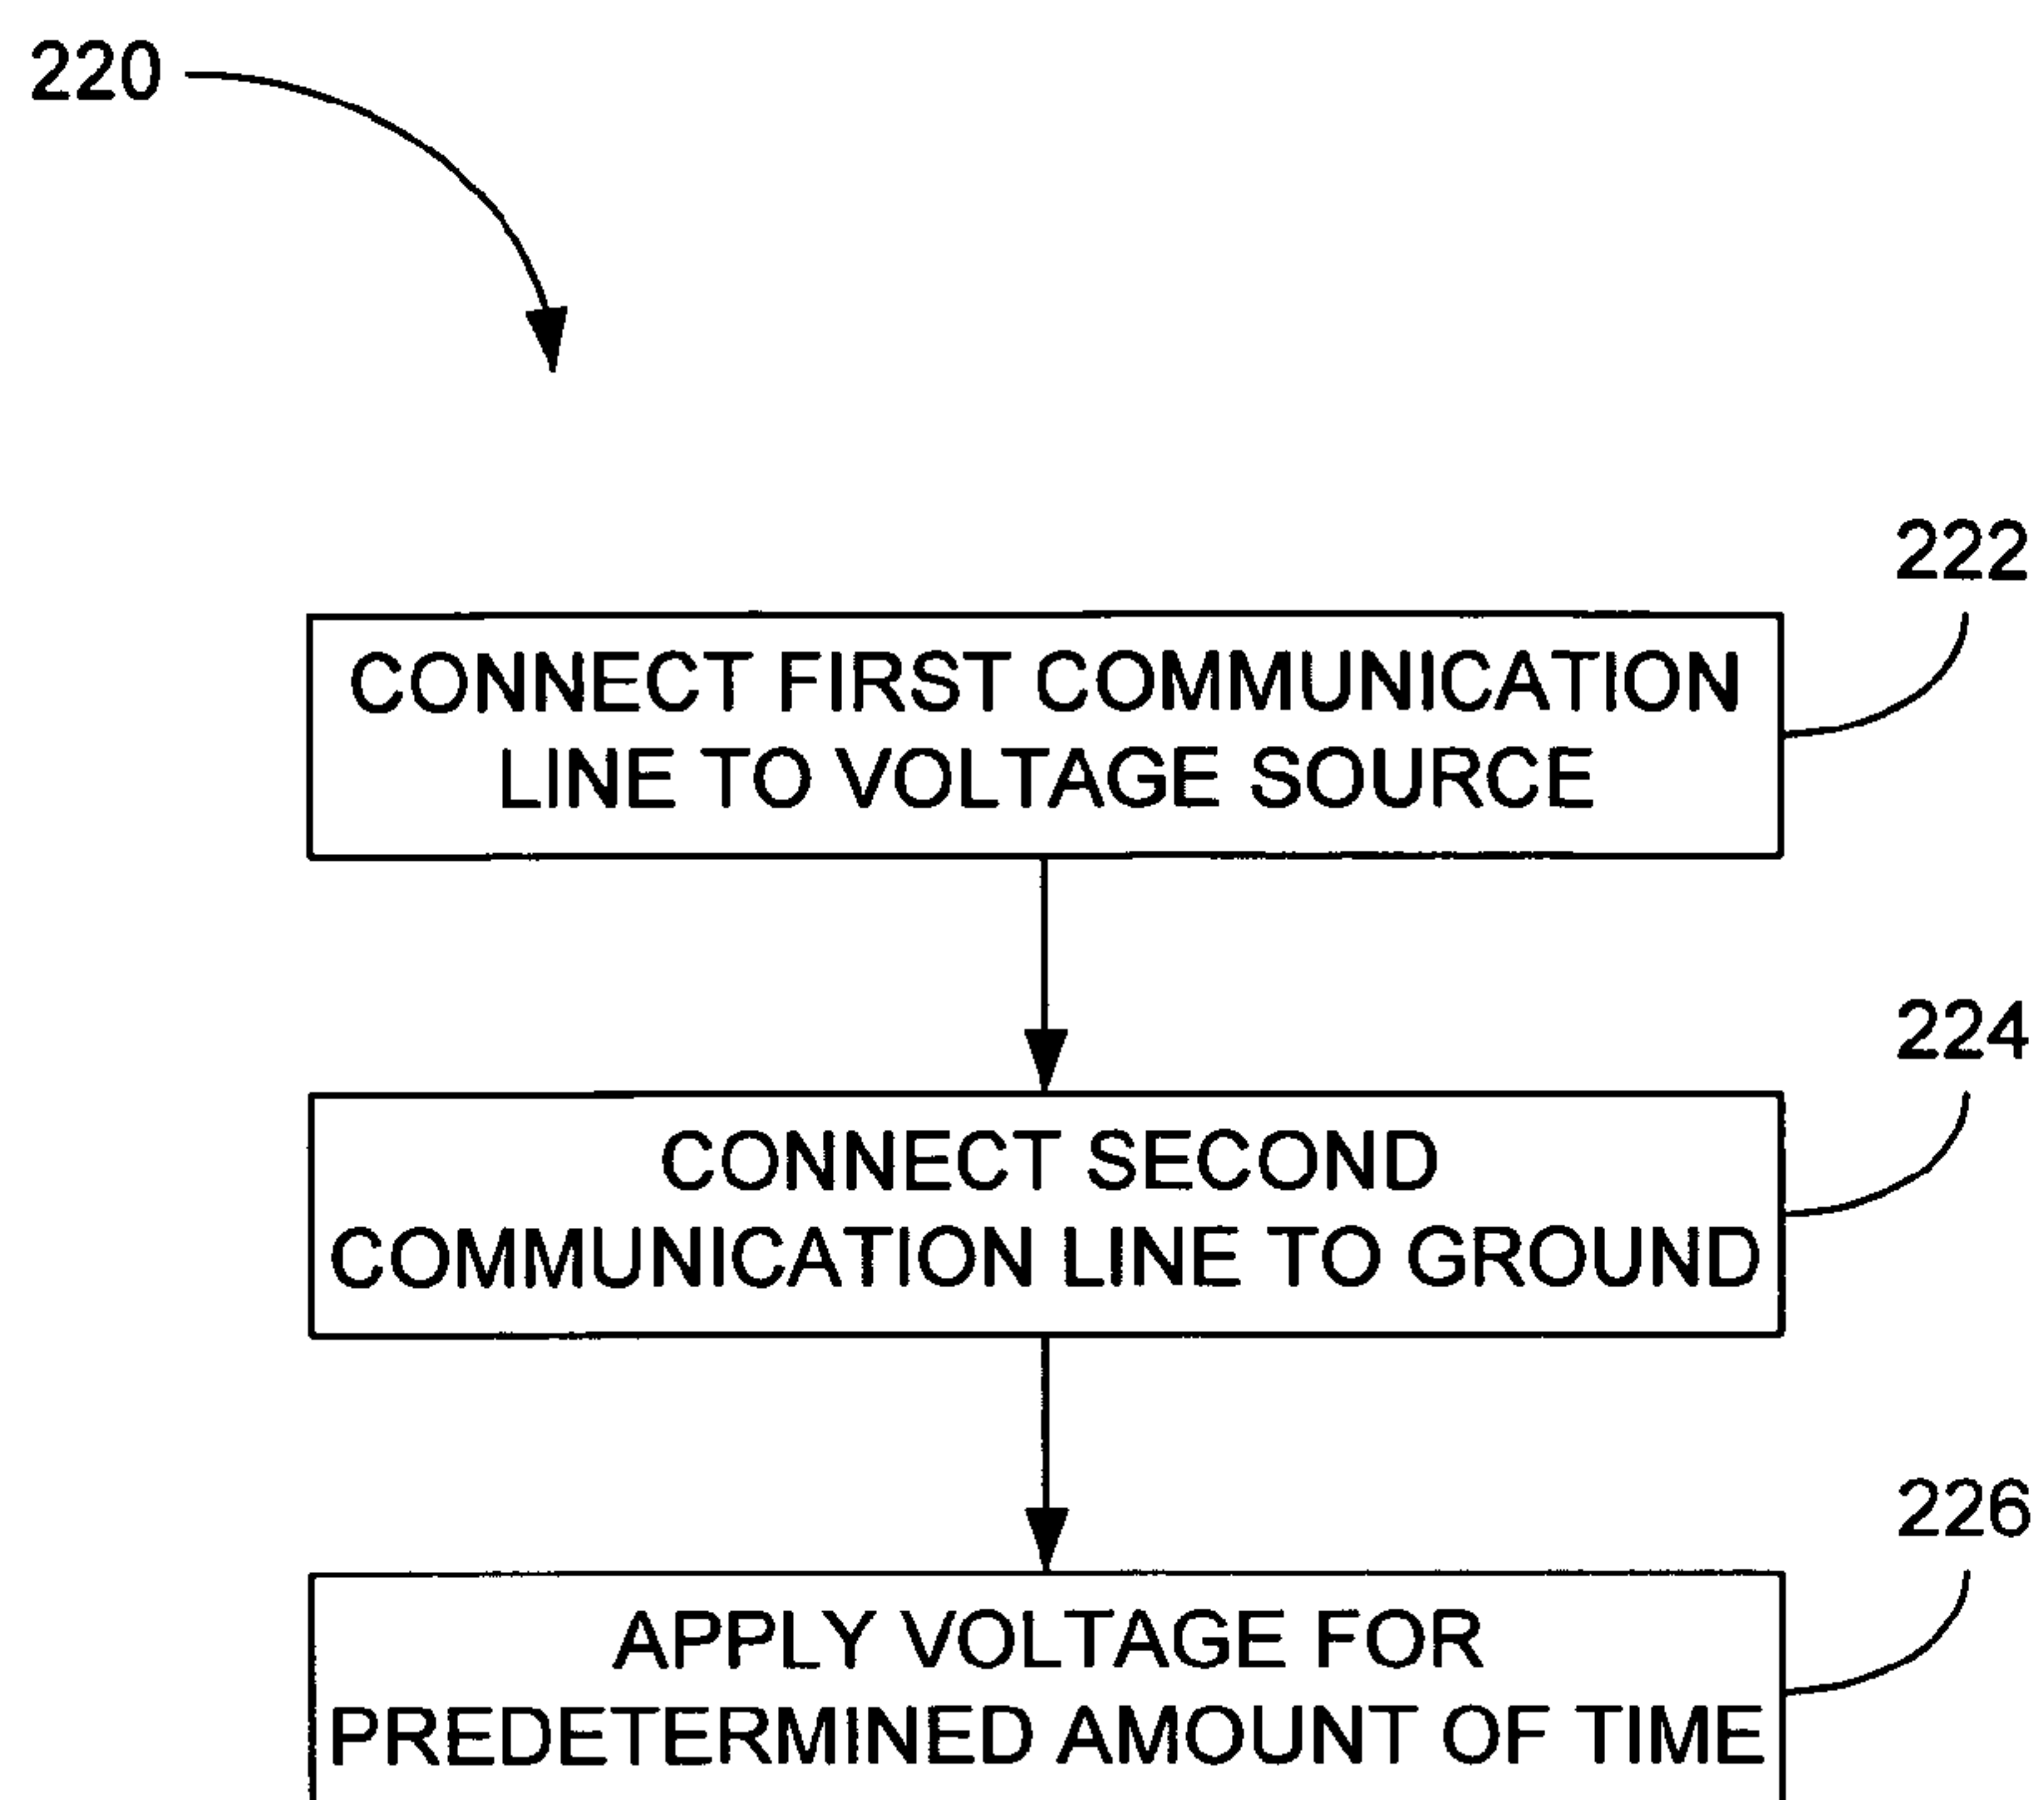 220
222
CONNECT FIRST COMMUNICATION
LINE TO VOLTAGE SOURCE
224
CONNECT SECOND
COMMUNICATION LINE TO GROUND
226
APPLY VOLTAGE FOR
PREDETERMINED AMOUNT OF TIME